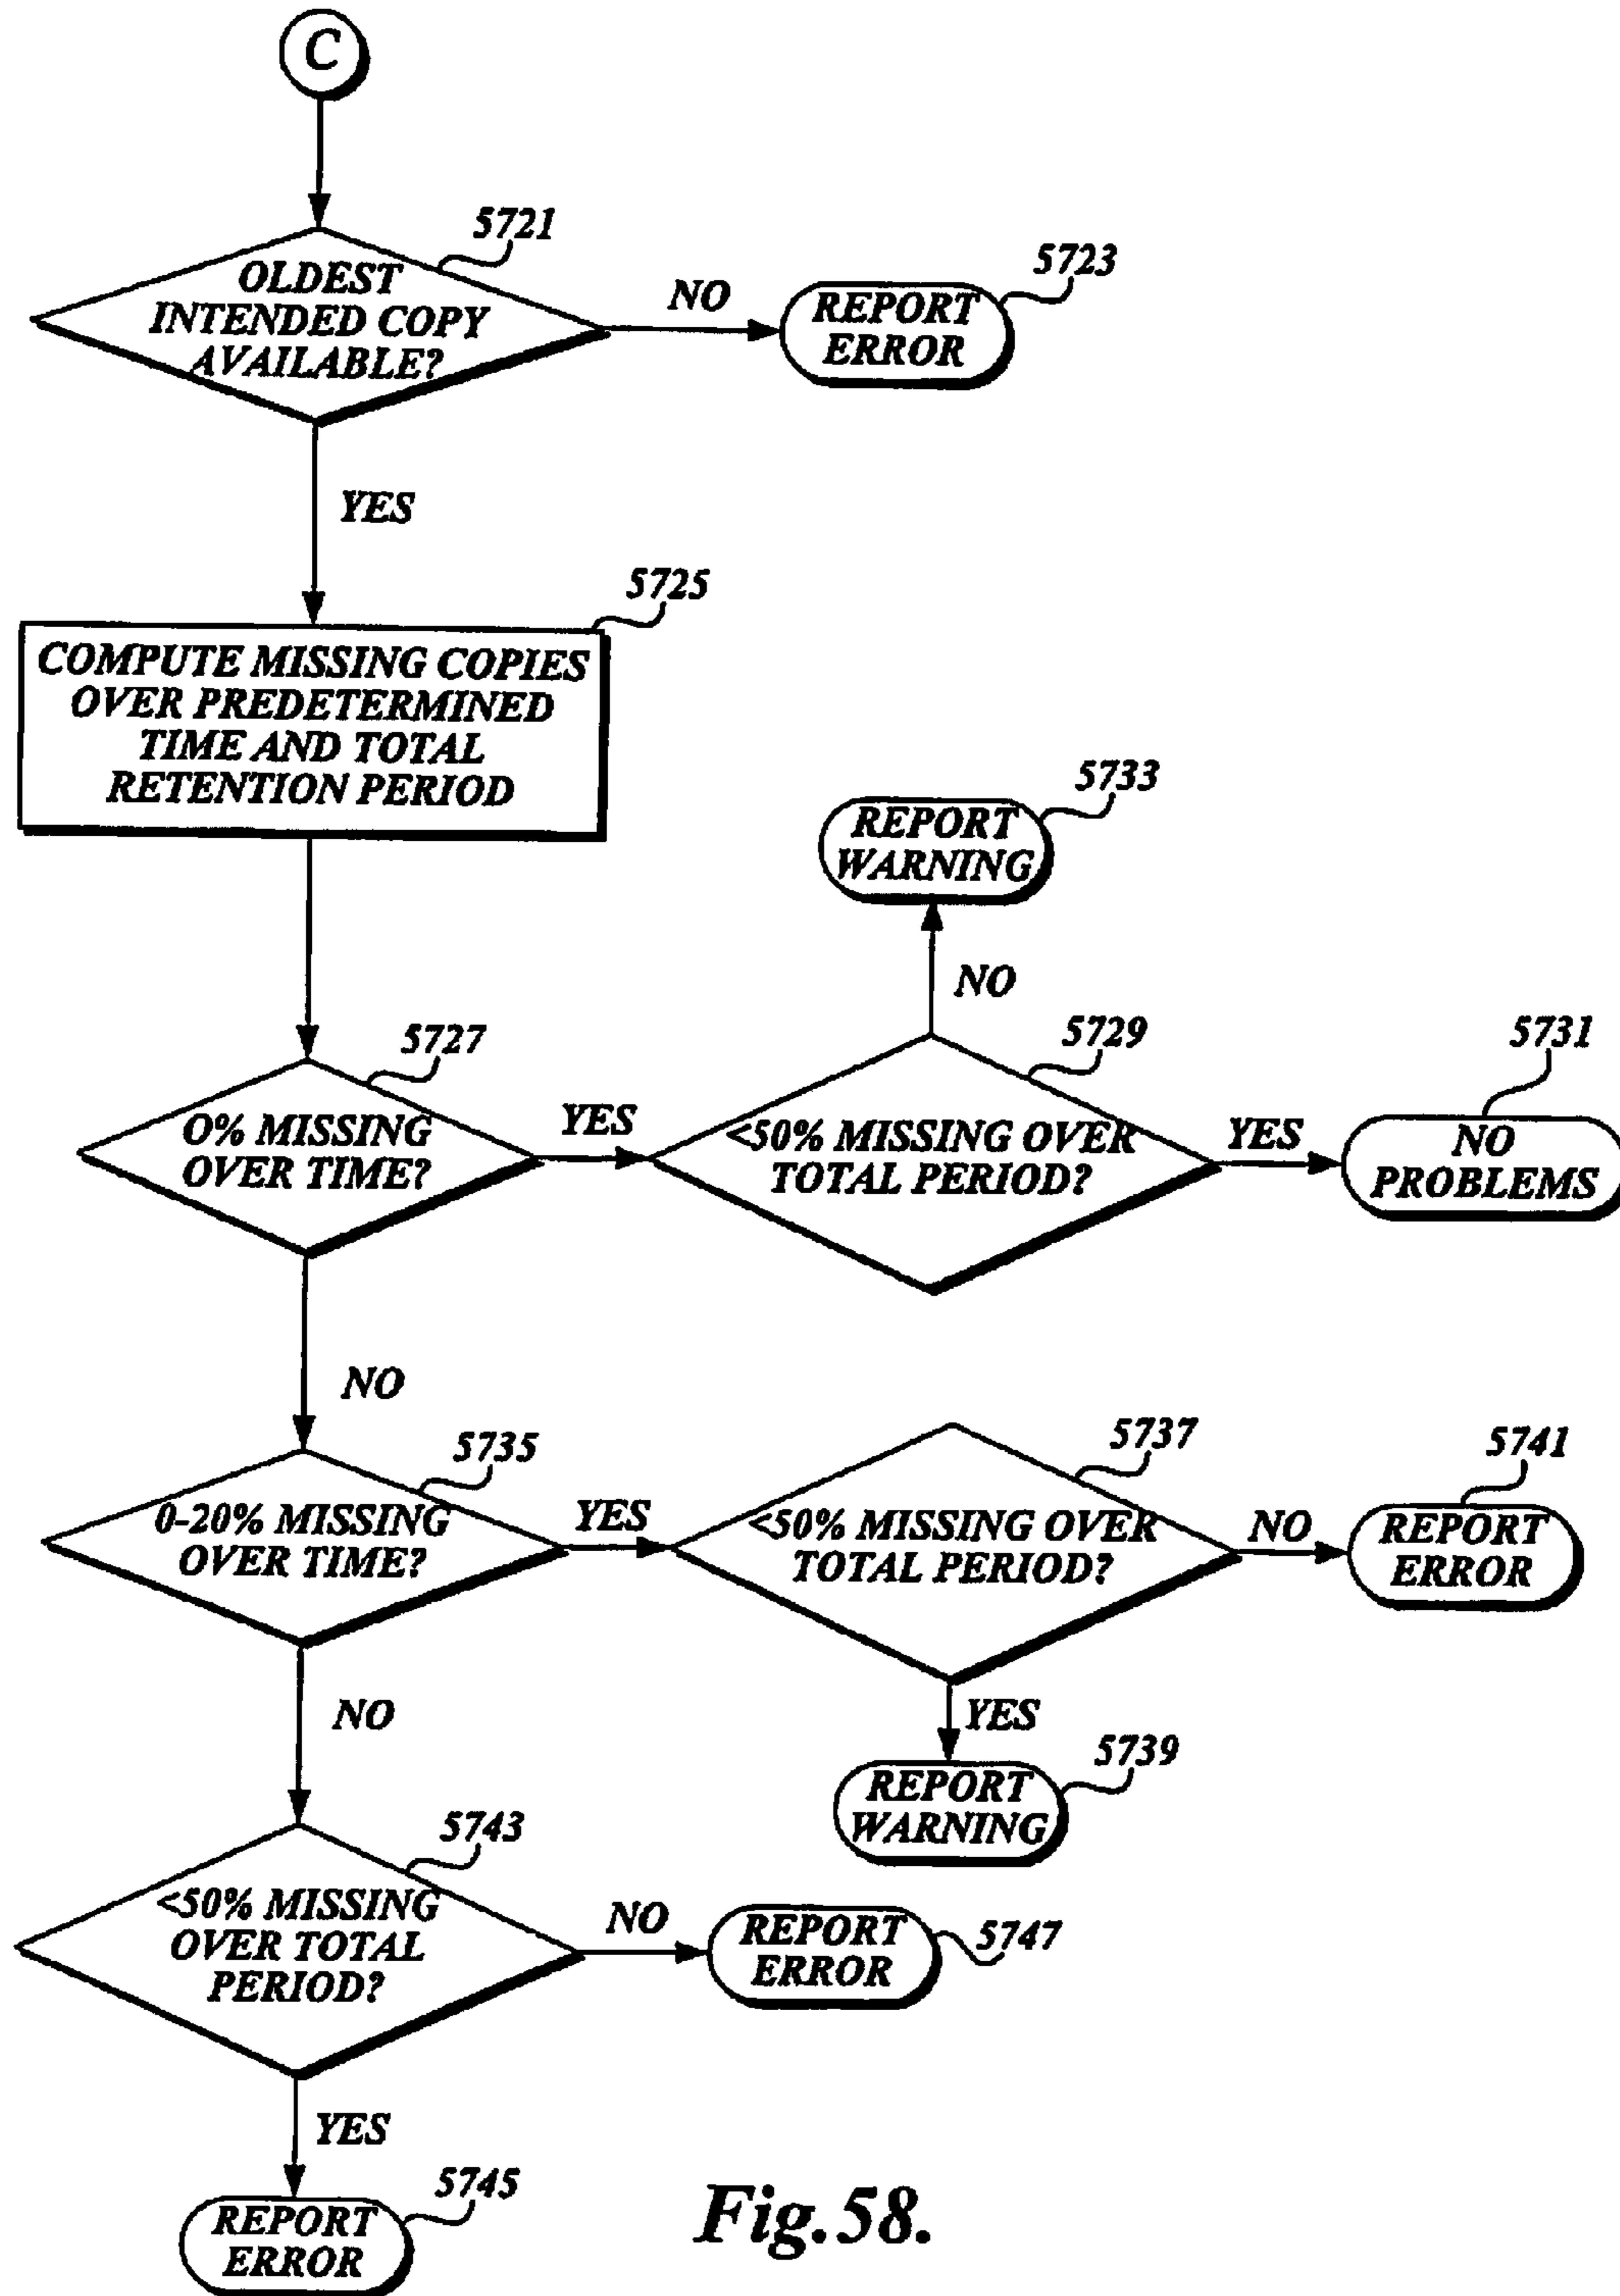 C
5721
OLDEST
INTENDED COPY
AVAILABLE?
NO
5723
REPORT
ERROR
YES
5725
COMPUTE MISSING COPIES
OVER PREDETERMINED
TIME AND TOTAL
RETENTION PERIOD
5733
REPORT
WARNING
NO
5727
0% MISSING
OVER TIME?
YES
5729
<50% MISSING OVER
TOTAL PERIOD?
YES
5731
NO
PROBLEMS
NO
5735
0-20% MISSING
OVER TIME?
YES
5737
<50% MISSING OVER
TOTAL PERIOD?
NO
5741
REPORT
ERROR
YES
5739
REPORT
WARNING
NO
5743
<50% MISSING
OVER TOTAL
PERIOD?
NO
REPORT
ERROR
5747
YES
5745
REPORT
ERROR
Fig.58.